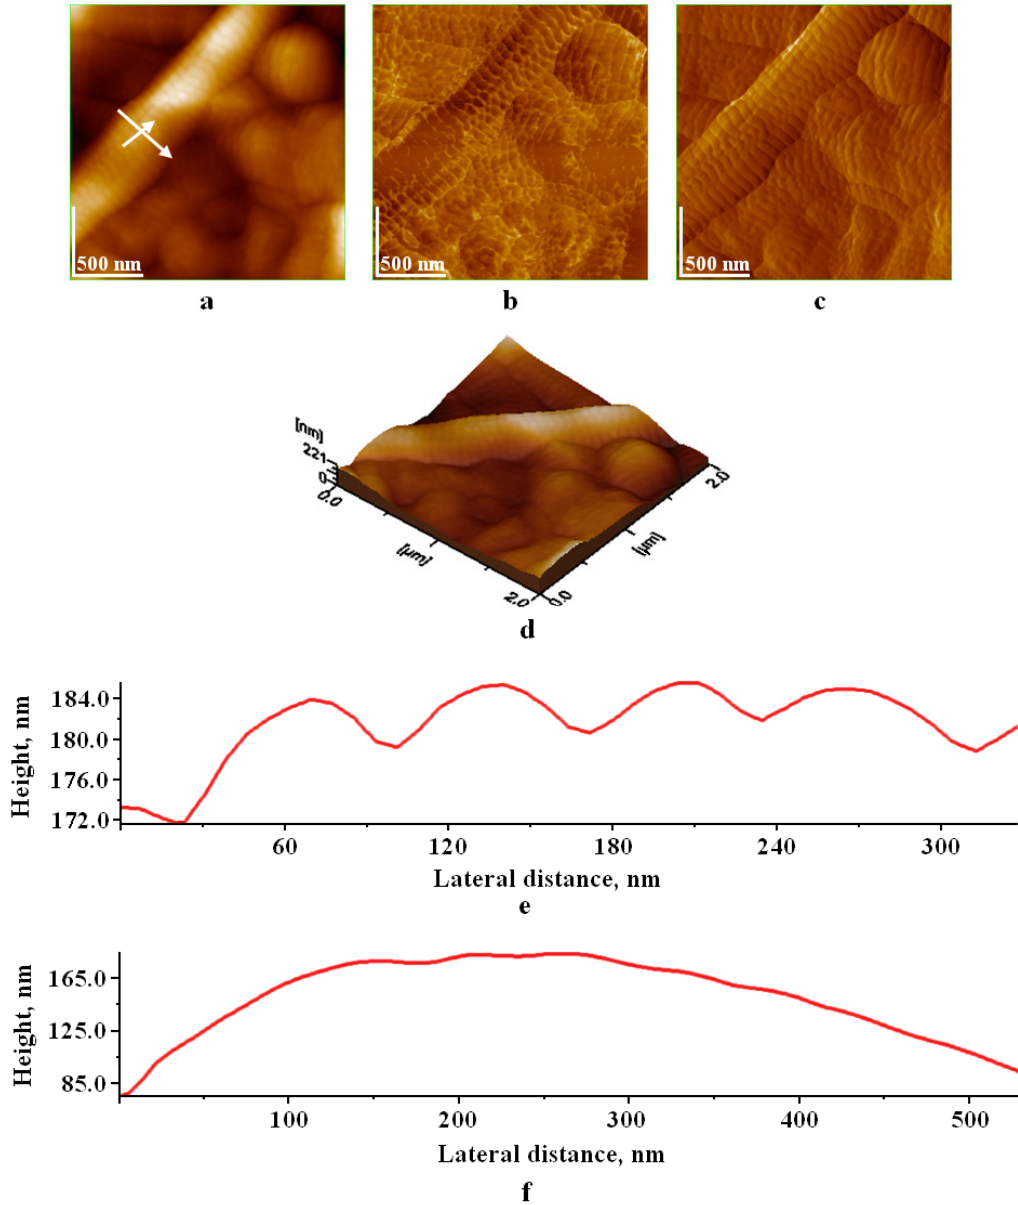 500 nm
500 nm
500 nm
a
b
c
[nm]
221
0
0.0
[µm]
2.0
0.0
[µm]
2.0
d
184.0
180.0
176.0
172.0
Height, nm
60 120 180 240 300
Lateral distance, nm
e
165.0
125.0
85.0
Height, nm
100 200 300 400 500
Lateral distance, nm
f